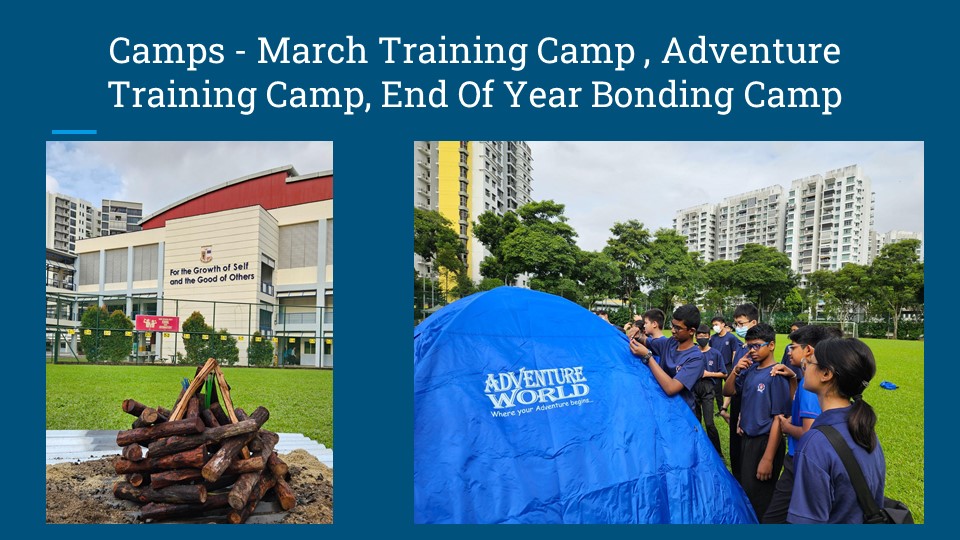 Camps - March Training Camp , Adventure
Training Camp, End Of Year Bonding Camp
For the Growth of Self
and the Good of Others
ADVENTURE
WORLD
Where your Adventure begins...